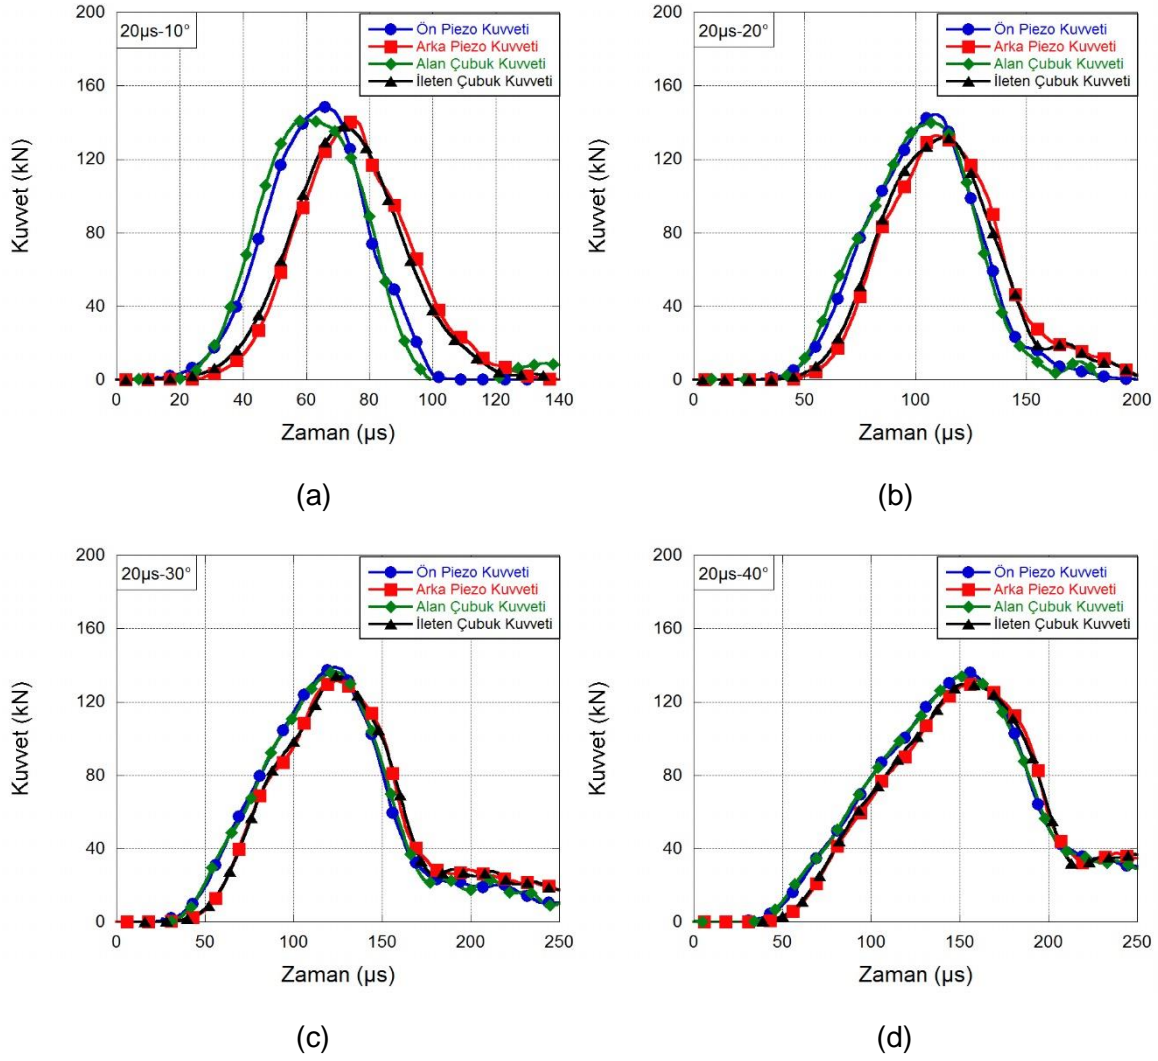 20µs-10°
Ön Piezo Kuvveti
Arka Piezo Kuvveti
Alan Çubuk Kuvveti
İleten Çubuk Kuvveti
200
160
120
80
40
0
Kuvvet (kN)
0 20 40 60 80 100 120 140
Zaman (µs)
(a)
20µs-20°
Ön Piezo Kuvveti
Arka Piezo Kuvveti
Alan Çubuk Kuvveti
İleten Çubuk Kuvveti
200
160
120
80
40
0
Kuvvet (kN)
0 50 100 150 200
Zaman (µs)
(b)
20µs-30°
Ön Piezo Kuvveti
Arka Piezo Kuvveti
Alan Çubuk Kuvveti
İleten Çubuk Kuvveti
200
160
120
80
40
0
Kuvvet (kN)
0 50 100 150 200 250
Zaman (µs)
(c)
20µs-40°
Ön Piezo Kuvveti
Arka Piezo Kuvveti
Alan Çubuk Kuvveti
İleten Çubuk Kuvveti
200
160
120
80
40
0
Kuvvet (kN)
0 50 100 150 200 250
Zaman (µs)
(d)